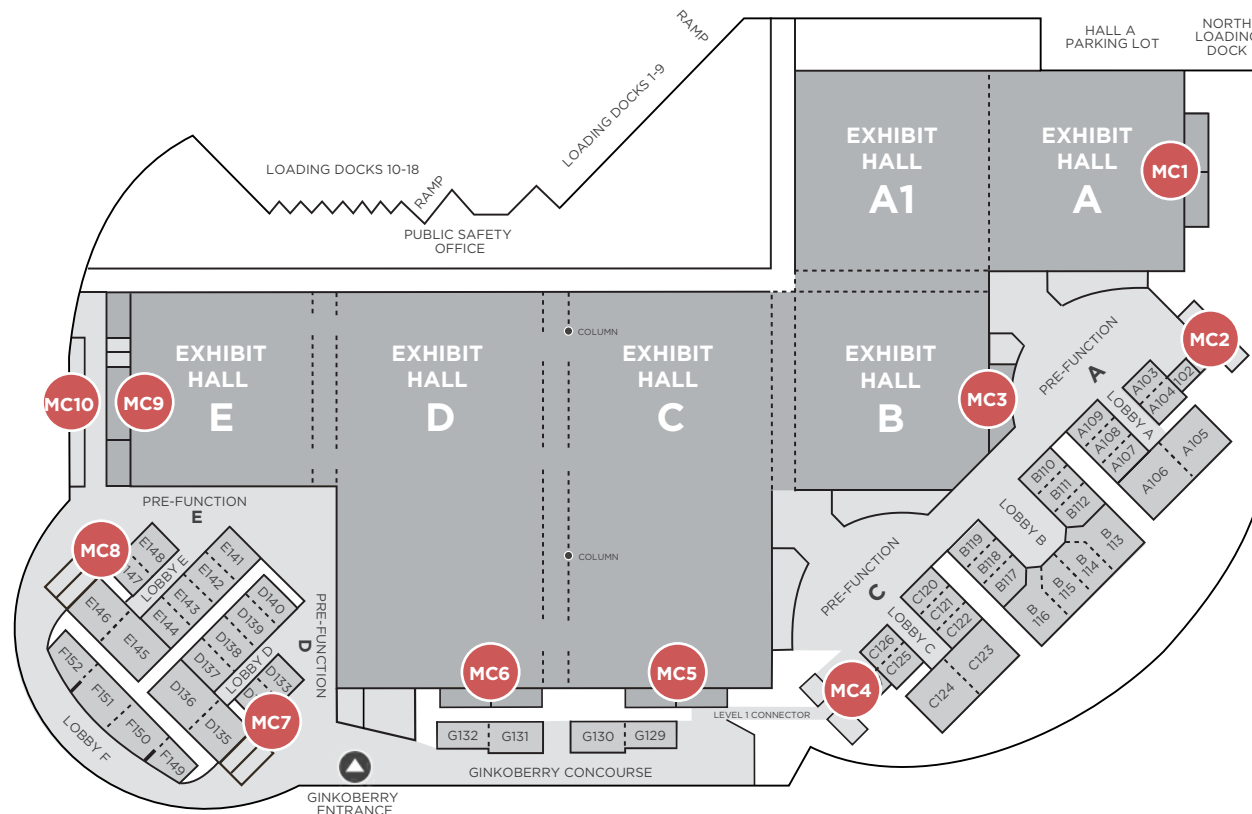 RAMP
HALL A
PARKING LOT
NORTH
LOADING
DOCK
LOADING DOCKS 1-9
LOADING DOCKS 10-18
RAMP
PUBLIC SAFETY
OFFICE
EXHIBIT
HALL
A1
EXHIBIT
HALL
A
MC1
MC2
COLUMN
EXHIBIT
HALL
E
EXHIBIT
HALL
D
EXHIBIT
HALL
C
EXHIBIT
HALL
B
MC10
MC9
MC3
PRE-FUNCTION
A
A103
A104
102
LOBBY A
A109
A108
A107
A106
A105
B110
B111
B112
LOBBY B
B
113
B
114
B
115
B
116
B119
B118
B117
PRE-FUNCTION
C
C120
C121
C122
LOBBY C
C123
C124
C126
C125
MC4
COLUMN
PRE-FUNCTION
E
MC8
E148
147
LOBBY E
E141
E142
E143
E144
E146
E145
PRE-FUNCTION
D
D140
D139
D138
D137
LOBBY D
D133
D136
D135
MC7
F152
F151
F150
F149
LOBBY F
MC6
MC5
LEVEL 1 CONNECTOR
G132
G131
G130
G129
GINKOBERRY CONCOURSE
GINKOBERRY
ENTRANCE